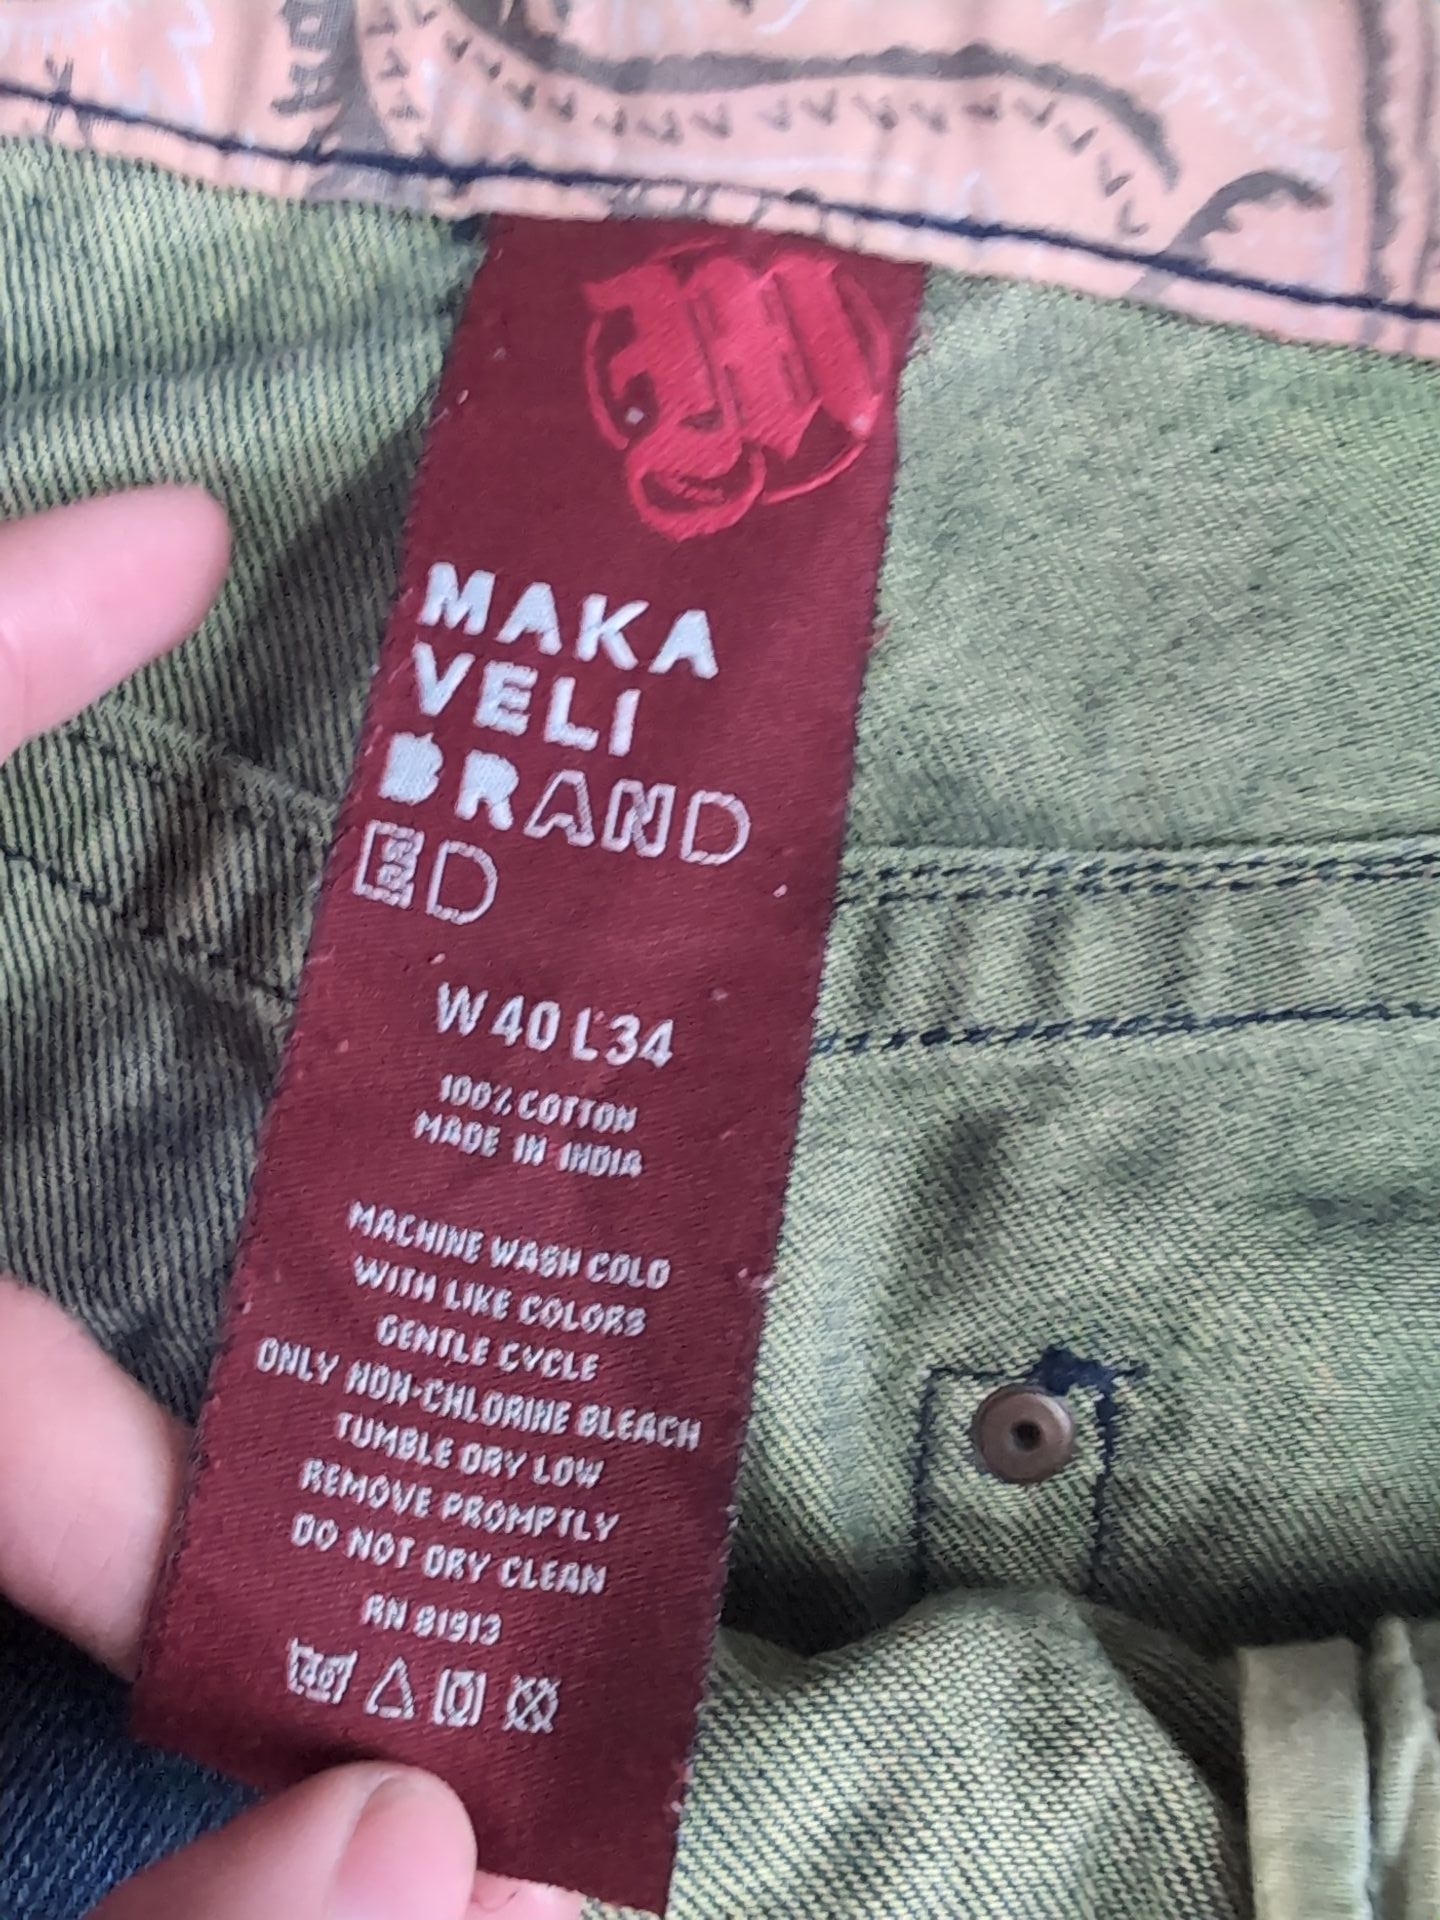 MAKA
VELI
BRAND
ED
W40 L34
100% COTTON
MADE IN INDIA
MACHINE WASH COLD
WITH LIKE COLORS
GENTLE CYCLE
ONLY NON-CHLORINE BLEACH
TUMBLE DRY LOW
REMOVE PROMPTLY
DO NOT DRY CLEAN
RN 81913